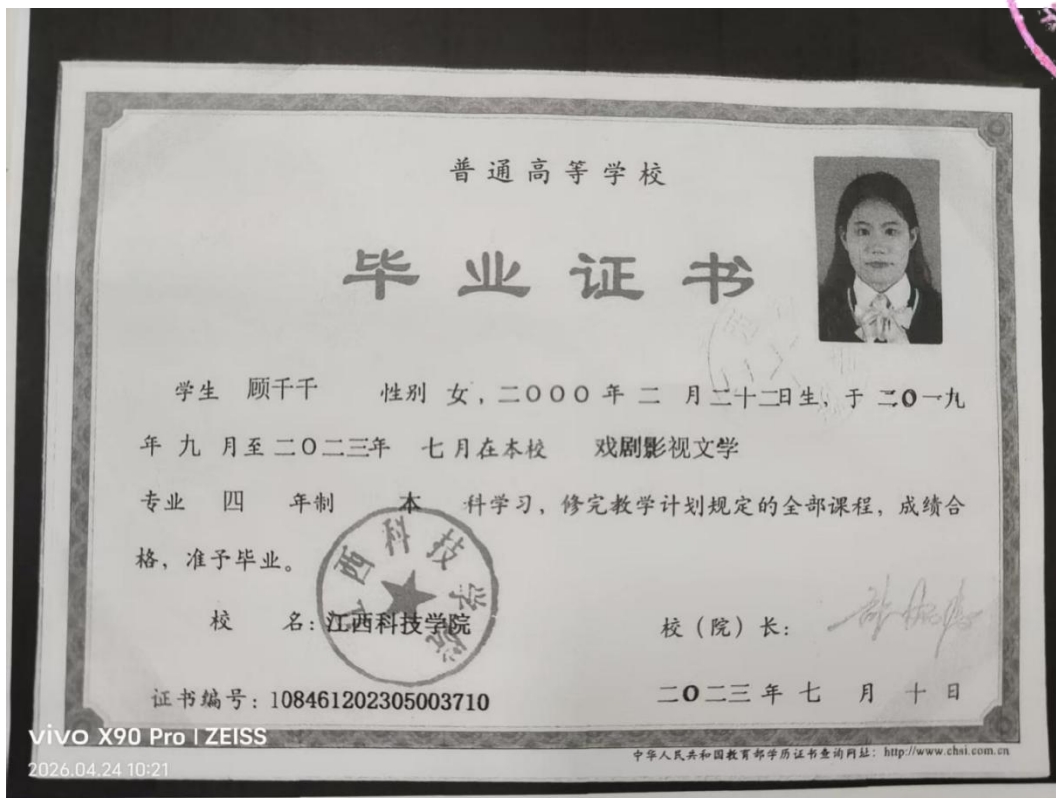 普通高等学校
毕业证书
学生 顾千千 性别 女，二〇〇〇年 二 月二十二日生，于二〇一九
年 九 月至二〇二三年 七月在本校 戏剧影视文学
专业 四 年制 本 科学习，修完教学计划规定的全部课程，成绩合
格，准予毕业。
江西科技学院
校 名：江西科技学院
校（院）长：
证书编号：108461202305003710
二〇二三年 七 月 十 日
中华人民共和国教育部学历证书查询网址：http://www.chsi.com.cn
vivo X90 Pro | ZEISS
2026.04.24 10:21